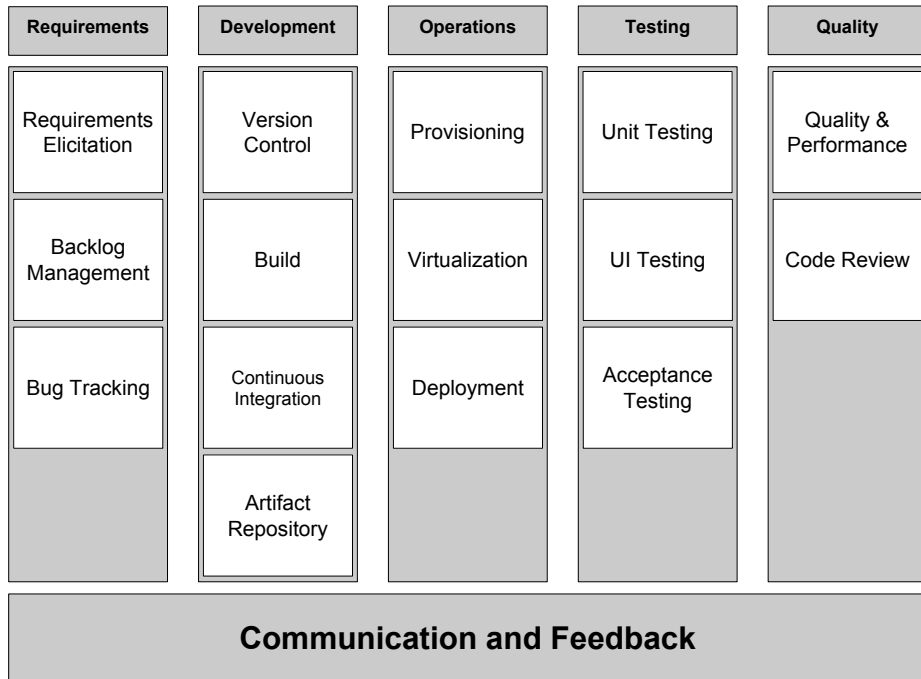 Requirements
Development
Operations
Testing
Quality
Requirements
Elicitation
Version
Control
Provisioning
Unit Testing
Quality &
Performance
Backlog
Management
Build
Virtualization
UI Testing
Code Review
Bug Tracking
Continuous
Integration
Deployment
Acceptance
Testing
Artifact
Repository
Communication and Feedback